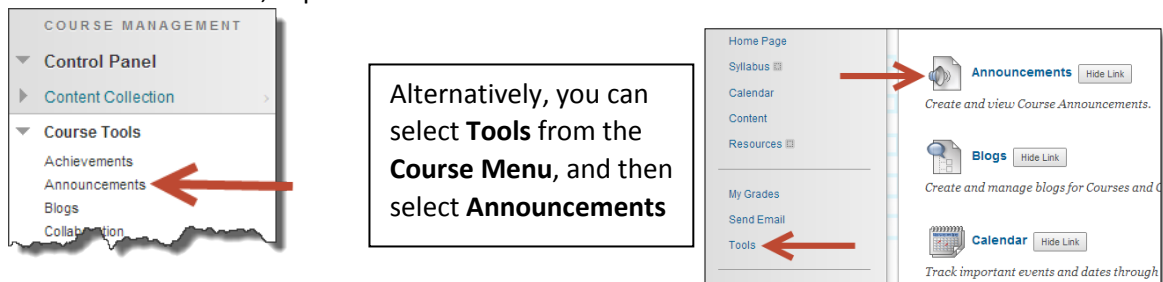 COURSE MANAGEMENT
Control Panel
Content Collection
Course Tools
Achievements
Announcements
Blogs
Alternatively, you can
select Tools from the
Course Menu, and then
select Announcements
Home Page
Syllabus
Calendar
Content
Resources
My Grades
Send Email
Tools
Announcements Hide Link
Create and view Course Announcements.
Blogs Hide Link
Create and manage blogs for Courses and
Calendar Hide Link
Track important events and dates through